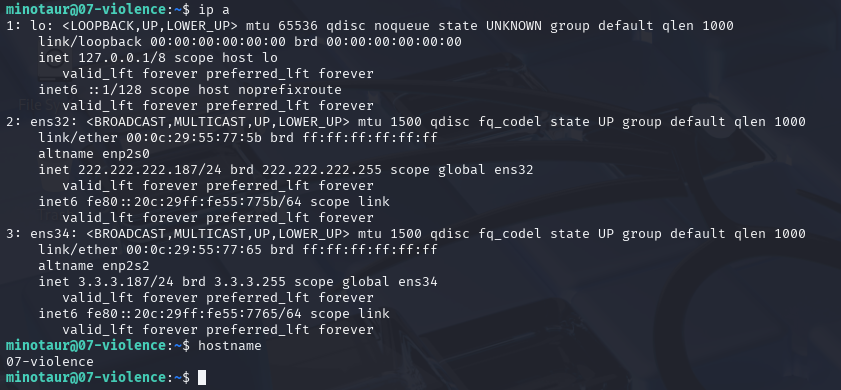 minotaur@07-violence:~$ ip a
1: lo: <LOOPBACK,UP,LOWER_UP> mtu 65536 qdisc noqueue state UNKNOWN group default qlen 1000
    link/loopback 00:00:00:00:00:00 brd 00:00:00:00:00:00
    inet 127.0.0.1/8 scope host lo
       valid_lft forever preferred_lft forever
    inet6 ::1/128 scope host noprefixroute
       valid_lft forever preferred_lft forever
2: ens32: <BROADCAST,MULTICAST,UP,LOWER_UP> mtu 1500 qdisc fq_codel state UP group default qlen 1000
    link/ether 00:0c:29:55:77:5b brd ff:ff:ff:ff:ff:ff
    altname enp2s0
    inet 222.222.222.187/24 brd 222.222.222.255 scope global ens32
       valid_lft forever preferred_lft forever
    inet6 fe80::20c:29ff:fe55:775b/64 scope link
       valid_lft forever preferred_lft forever
3: ens34: <BROADCAST,MULTICAST,UP,LOWER_UP> mtu 1500 qdisc fq_codel state UP group default qlen 1000
    link/ether 00:0c:29:55:77:65 brd ff:ff:ff:ff:ff:ff
    altname enp2s2
    inet 3.3.3.187/24 brd 3.3.3.255 scope global ens34
       valid_lft forever preferred_lft forever
    inet6 fe80::20c:29ff:fe55:7765/64 scope link
       valid_lft forever preferred_lft forever
minotaur@07-violence:~$ hostname
07-violence
minotaur@07-violence:~$